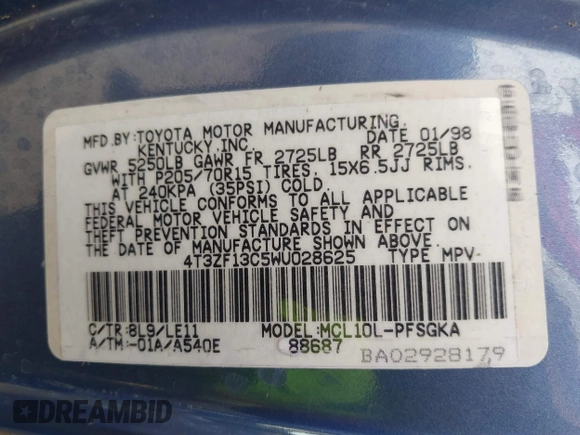 MFD.BY:TOYOTA MOTOR MANUFACTURING,
KENTUCKY,INC. DATE 01/98
GVWR 5250LB GAWR FR 2725LB RR 2725LB
WITH P205/70R15 TIRES, 15X6.5JJ RIMS.
AT 240KPA (35PSI) COLD.
THIS VEHICLE CONFORMS TO ALL APPLICABLE
FEDERAL MOTOR VEHICLE SAFETY AND
THEFT PREVENTION STANDARDS IN EFFECT ON
THE DATE OF MANUFACTURE SHOWN ABOVE.
4T3ZF13C5WU028625 TYPE MPV-
C/TR:8L9/LE11 MODEL:MCL10L-PFSGKA
A/TM:-01A/A540E 88687
BA02928179
DREAMBID